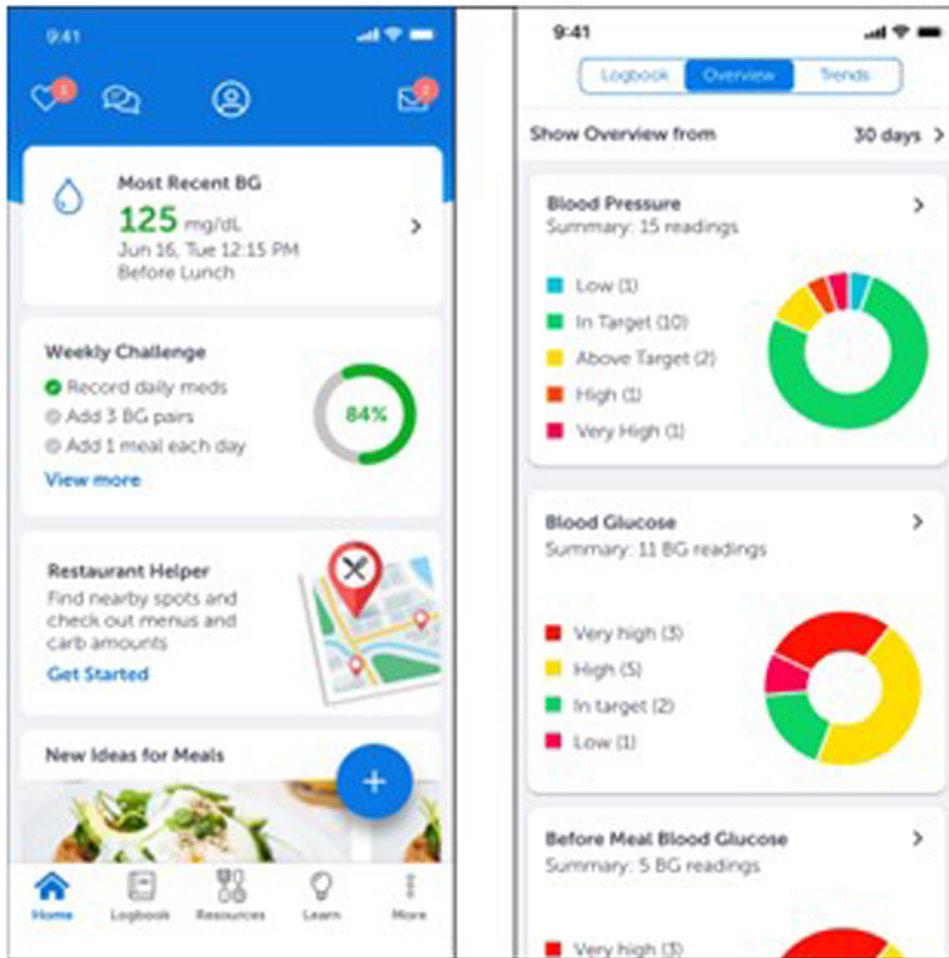 9:41
2
2
Most Recent BG
125 mg/dL
Jun 16, Tue 12:15 PM
Before Lunch
Weekly Challenge
Record daily meds
Add 3 BG pairs
Add 1 meal each day
View more
84%
Restaurant Helper
Find nearby spots and
check out menus and
carb amounts
Get Started
New Ideas for Meals
+
Home
Logbook
Resources
Learn
More
9:41
Logbook
Overview
Trends
Show Overview from
30 days
Blood Pressure
Summary: 15 readings
Low (1)
In Target (10)
Above Target (2)
High (1)
Very High (1)
Blood Glucose
Summary: 11 BG readings
Very high (3)
High (5)
In target (2)
Low (1)
Before Meal Blood Glucose
Summary: 5 BG readings
Very high (3)